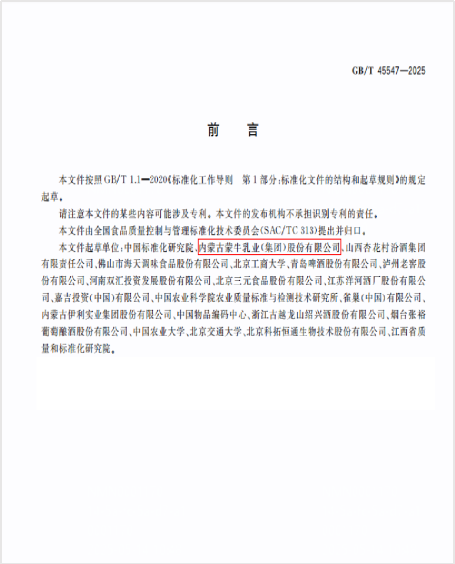 GB/T 45547—2025
前 言
本文件按照GB/T 1.1—2020《标准化工作导则 第1部分:标准化文件的结构和起草规则》的规定
起草。
请注意本文件的某些内容可能涉及专利。本文件的发布机构不承担识别专利的责任。
本文件由全国食品质量控制与管理标准化技术委员会(SAC/TC 313)提出并归口。
本文件起草单位:中国标准化研究院、内蒙古蒙牛乳业(集团)股份有限公司、山西杏花村汾酒集团
有限责任公司、佛山市海天调味食品股份有限公司、北京工商大学、青岛啤酒股份有限公司、泸州老窖股
份有限公司、河南双汇投资发展股份有限公司、北京三元食品股份有限公司、江苏洋河酒厂股份有限公
司、嘉吉投资(中国)有限公司、中国农业科学院农业质量标准与检测技术研究所、雀巢(中国)有限公司、
内蒙古伊利实业集团股份有限公司、中国物品编码中心、浙江古越龙山绍兴酒股份有限公司、烟台张裕
葡萄酿酒股份有限公司、中国农业大学、北京交通大学、北京科拓恒通生物技术股份有限公司、江西省质
量和标准化研究院。